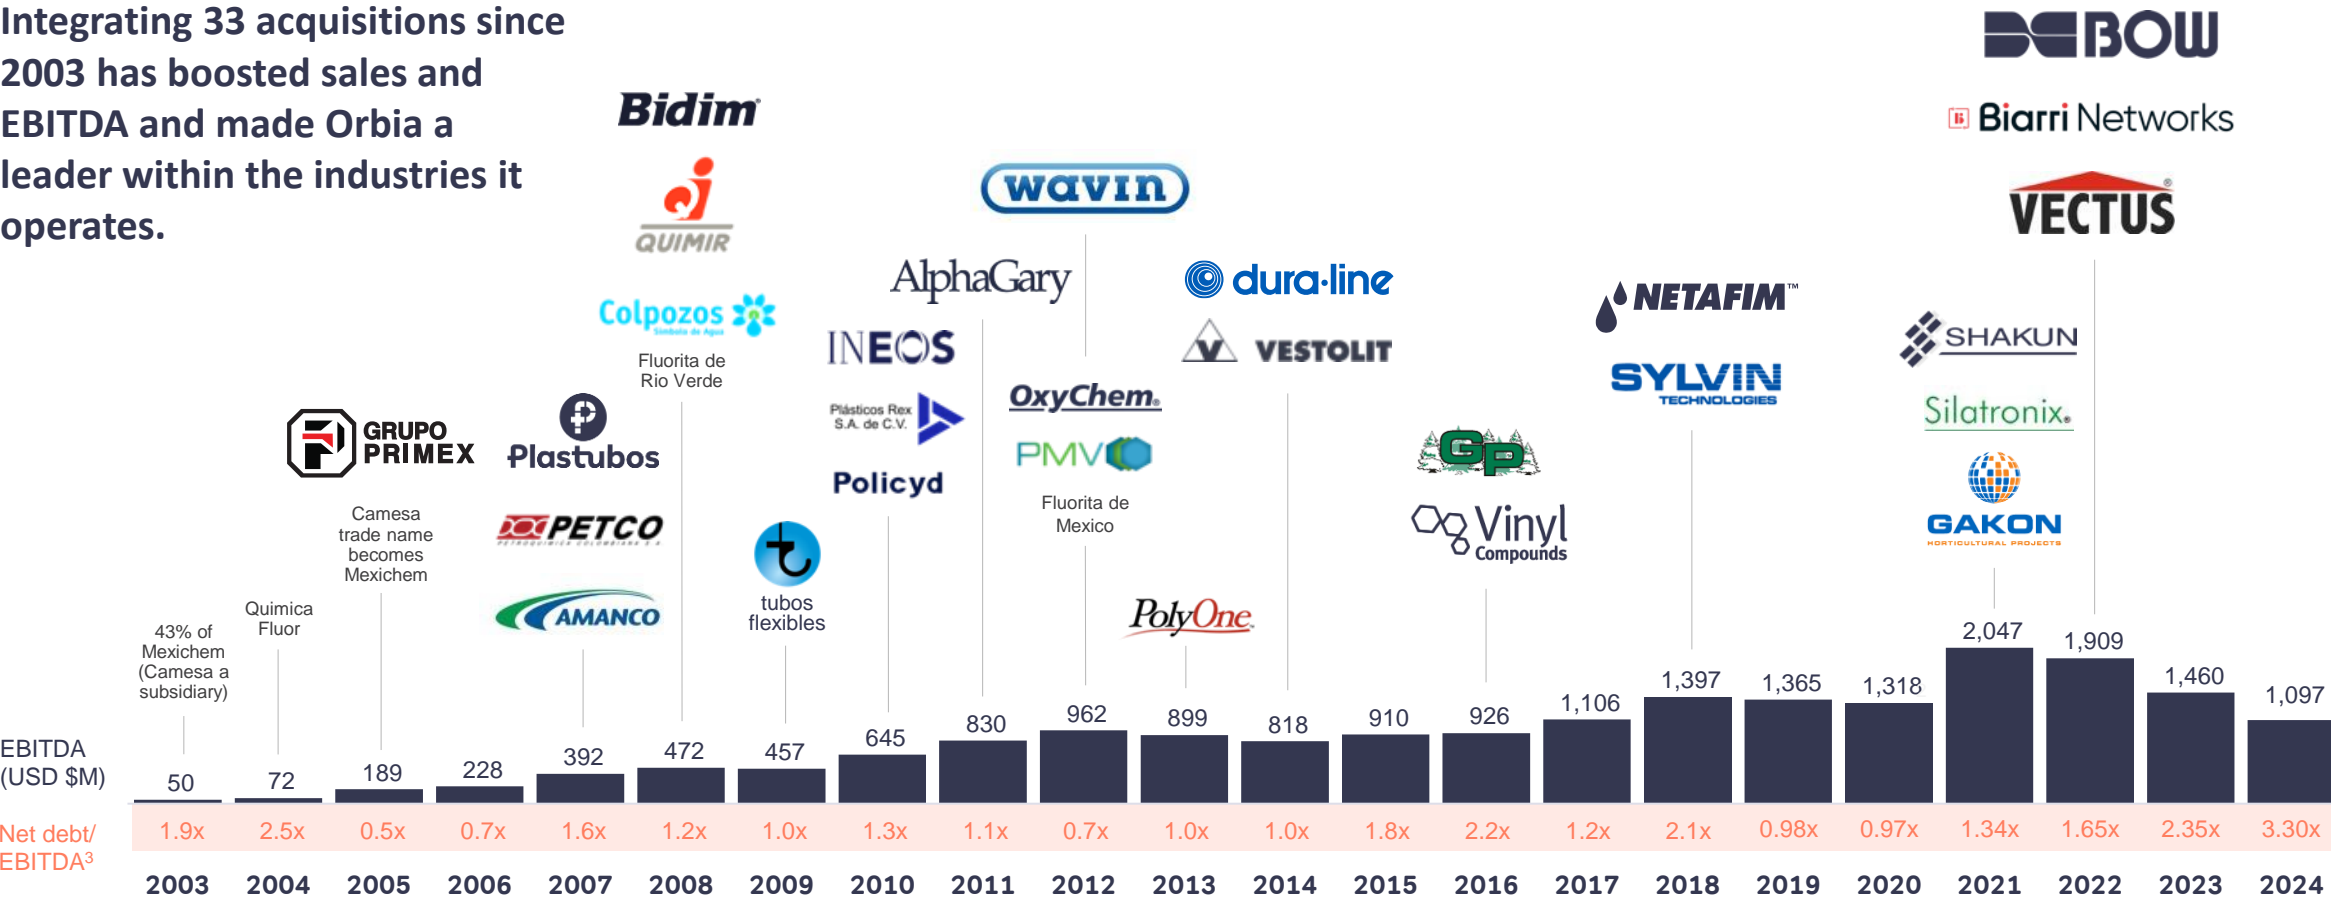 Integrating 33 acquisitions since
2003 has boosted sales and
EBITDA and made Orbia a
leader within the industries it
operates.
43% of
Mexichem
(Camesa a
subsidiary)
Quimica
Fluor
GRUPO
PRIMEX
Camesa
trade name
becomes
Mexichem
Plastubos
PETCO
PETROQUIMICA COLOMBIANA S.A.
AMANCO
Bidim
QUIMIR
Colpozos
Símbolo de Agua
Fluorita de
Rio Verde
tubos
flexibles
INEOS
Plásticos Rex
S.A. de C.V.
Policyd
AlphaGary
wavin
OxyChem®
PMV
Fluorita de
Mexico
PolyOne
dura·line
V VESTOLIT
GP
Vinyl
Compounds
NETAFIM™
SYLVIN
TECHNOLOGIES
SHAKUN
Silatronix®
GAKON
HORTICULTURAL PROJECTS
BOW
Biarri Networks
VECTUS®
EBITDA
(USD $M)
50 72 189 228 392 472 457 645 830 962 899 818 910 926 1,106 1,397 1,365 1,318 2,047 1,909 1,460 1,097
Net debt/
EBITDA³
1.9x 2.5x 0.5x 0.7x 1.6x 1.2x 1.0x 1.3x 1.1x 0.7x 1.0x 1.0x 1.8x 2.2x 1.2x 2.1x 0.98x 0.97x 1.34x 1.65x 2.35x 3.30x
2003 2004 2005 2006 2007 2008 2009 2010 2011 2012 2013 2014 2015 2016 2017 2018 2019 2020 2021 2022 2023 2024